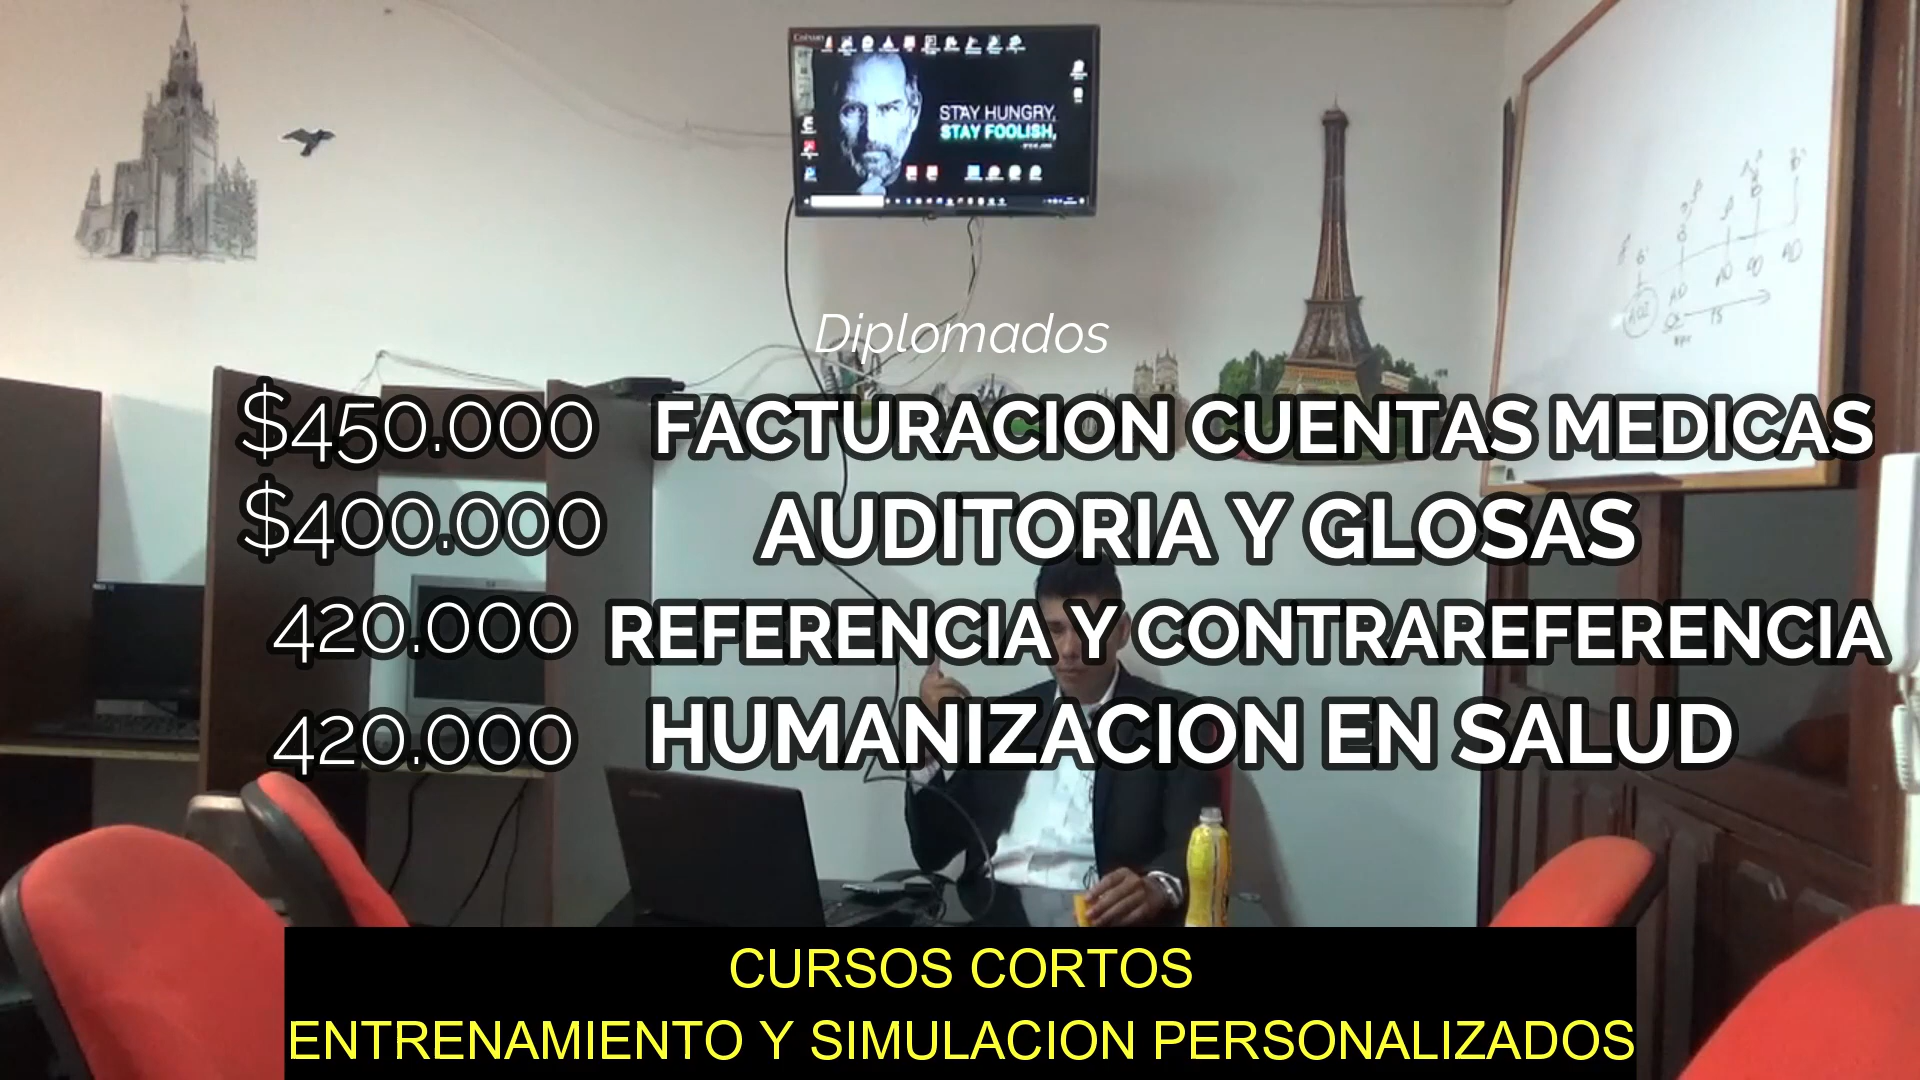 STAY HUNGRY,
STAY FOOLISH,
Diplomados
$450.000 FACTURACION CUENTAS MEDICAS
$400.000 AUDITORIA Y GLOSAS
420.000 REFERENCIA Y CONTRAREFERENCIA
420.000 HUMANIZACION EN SALUD
CURSOS CORTOS
ENTRENAMIENTO Y SIMULACION PERSONALIZADOS